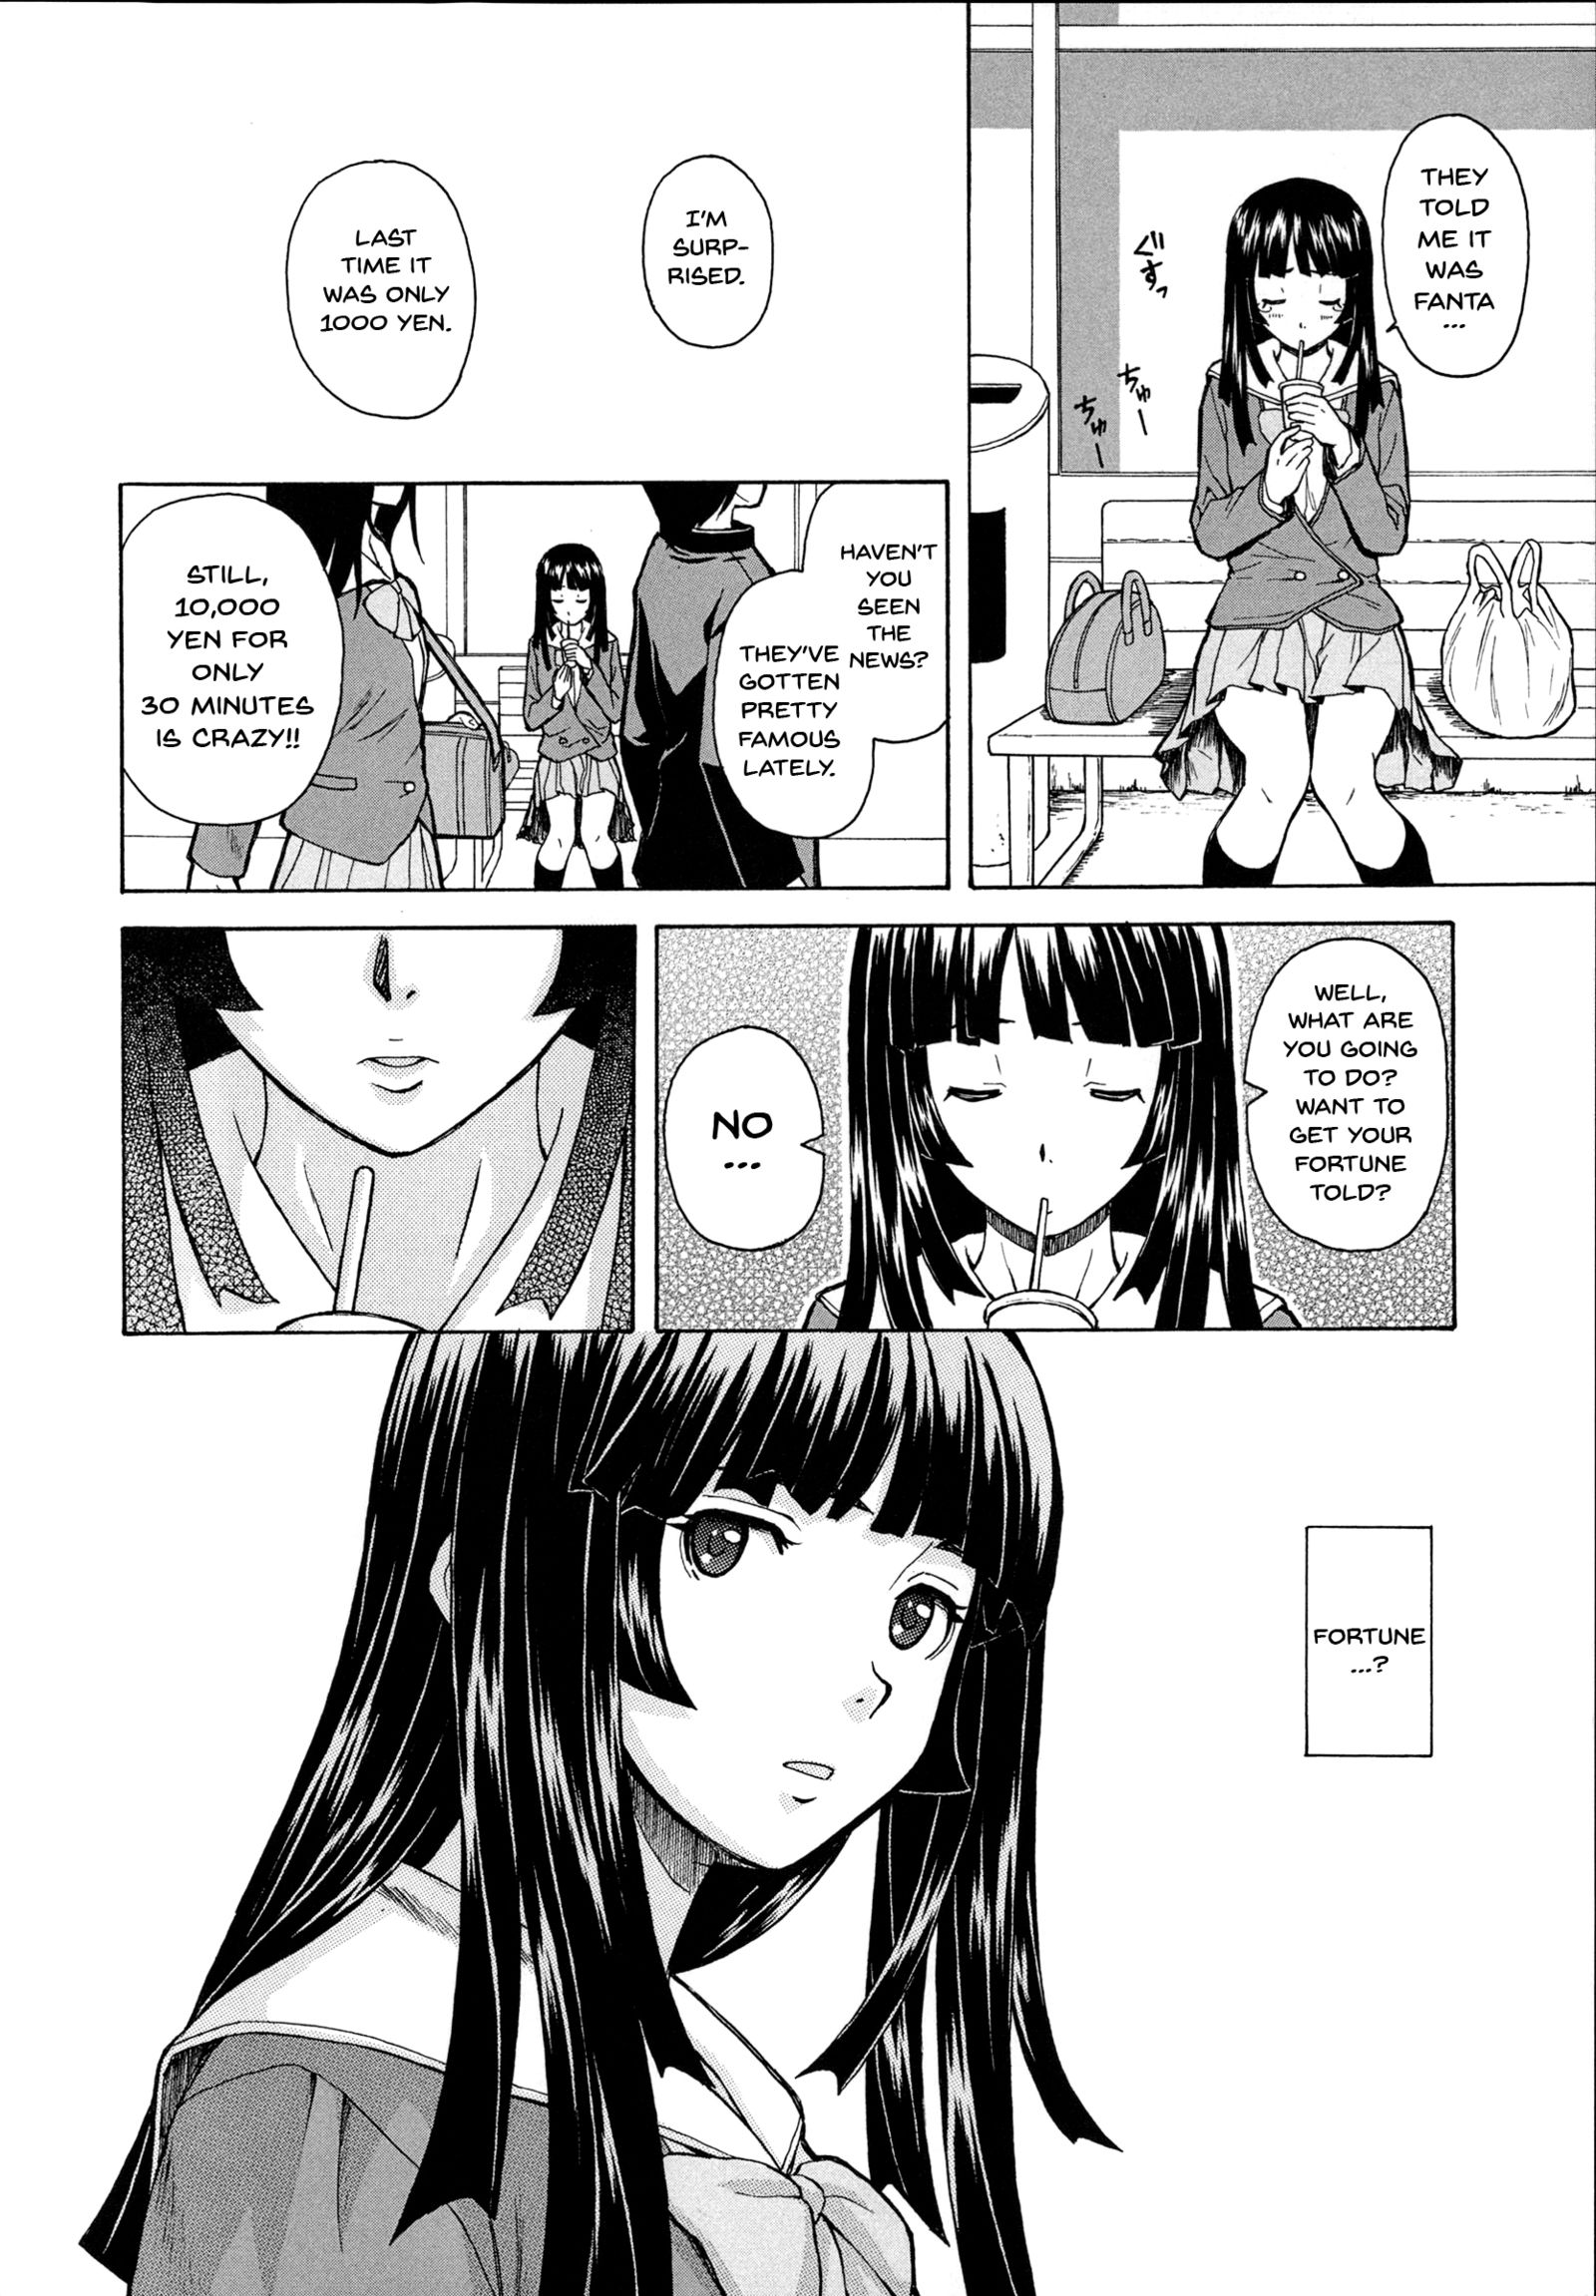 THEY
TOLD
ME IT
WAS
FANTA
...
ぐすっ
ちゅー
ちゅー
I'M
SURP-
RISED.
LAST
TIME IT
WAS ONLY
1000 YEN.
HAVEN'T
YOU
SEEN
THE
NEWS?
THEY'VE
GOTTEN
PRETTY
FAMOUS
LATELY.
STILL,
10,000
YEN FOR
ONLY
30 MINUTES
IS CRAZY!!
WELL,
WHAT ARE
YOU GOING
TO DO?
WANT TO
GET YOUR
FORTUNE
TOLD?
NO
...
FORTUNE
...?